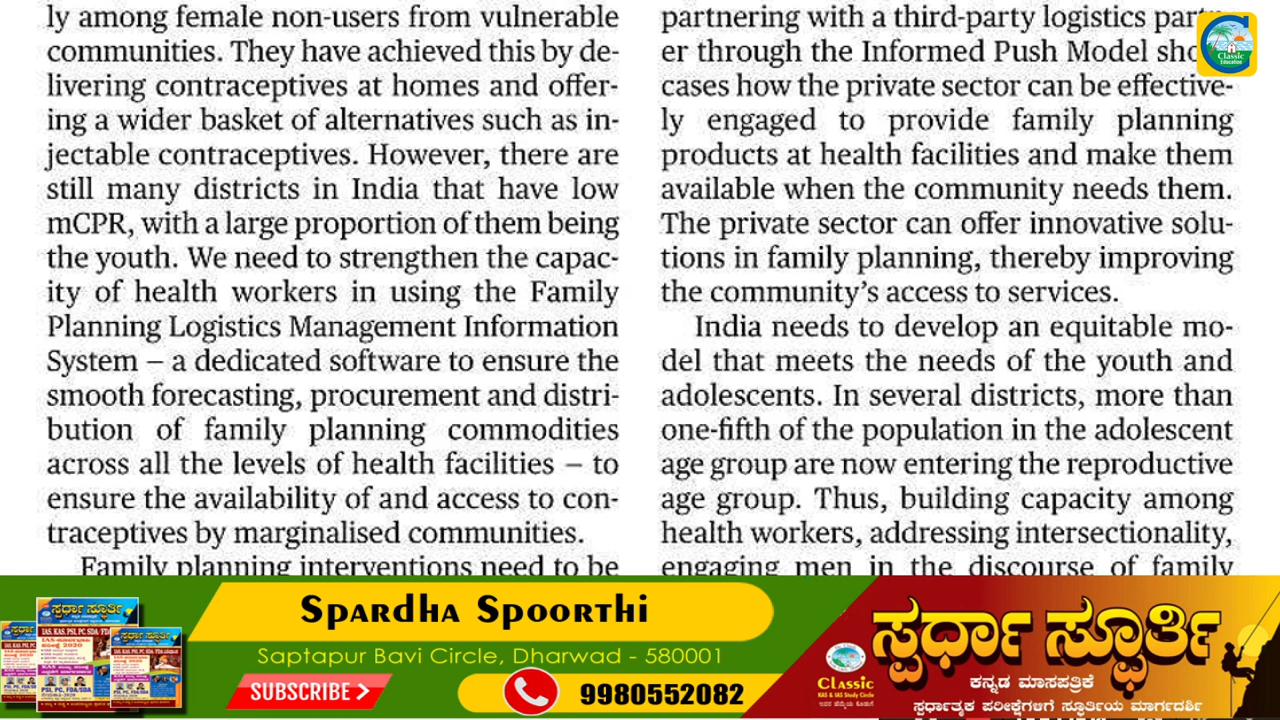 ly among female non-users from vulnerable
communities. They have achieved this by de-
livering contraceptives at homes and offer-
ing a wider basket of alternatives such as in-
jectable contraceptives. However, there are
still many districts in India that have low
mCPR, with a large proportion of them being
the youth. We need to strengthen the capac-
ity of health workers in using the Family
Planning Logistics Management Information
System – a dedicated software to ensure the
smooth forecasting, procurement and distri-
bution of family planning commodities
across all the levels of health facilities – to
ensure the availability of and access to con-
traceptives by marginalised communities.
Family planning interventions need to be
partnering with a third-party logistics
er through the Informed Push Model
cases how the private sector can be effective-
ly engaged to provide family planning
products at health facilities and make them
available when the community needs them.
The private sector can offer innovative solu-
tions in family planning, thereby improving
the community's access to services.
India needs to develop an equitable mo-
del that meets the needs of the youth and
adolescents. In several districts, more than
one-fifth of the population in the adolescent
age group are now entering the reproductive
age group. Thus, building capacity among
health workers, addressing intersectionality,
engaging men in the discourse of family
Classic
Education
Spardha Spoorthi
Saptapur Bavi Circle, Dharwad - 580001
SUBSCRIBE
9980552082
ಸ್ಪರ್ಧಾ ಸ್ಫೂರ್ತಿ
ಕನ್ನಡ ಮಾಸಪತ್ರಿಕೆ
ಸ್ಪರ್ಧಾತ್ಮಕ ಪರೀಕ್ಷೆಗಳಿಗೆ ಸ್ಫೂರ್ತಿಯ ಮಾರ್ಗದರ್ಶಿ
Classic
KAS & IAS Study Circle